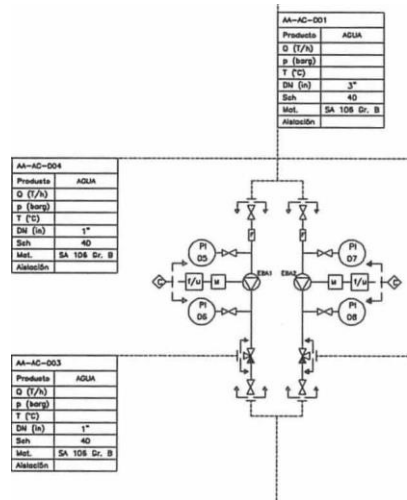 AA-AC-001
Producto AGUA
Q (T/h)
p (barg)
T (°C)
DN (in) 3"
Sch 40
Mat. SA 106 Gr. B
Aislación
AA-AC-004
Producto AGUA
Q (T/h)
p (barg)
T (°C)
DN (in) 1"
Sch 40
Mat. SA 106 Gr. B
Aislación
F F
PI 05
PI 07
EBA1 EBA2
C f/u M M f/u C
PI 06
PI 08
AA-AC-003
Producto AGUA
Q (T/h)
p (barg)
T (°C)
DN (in) 1"
Sch 40
Mat. SA 106 Gr. B
Aislación